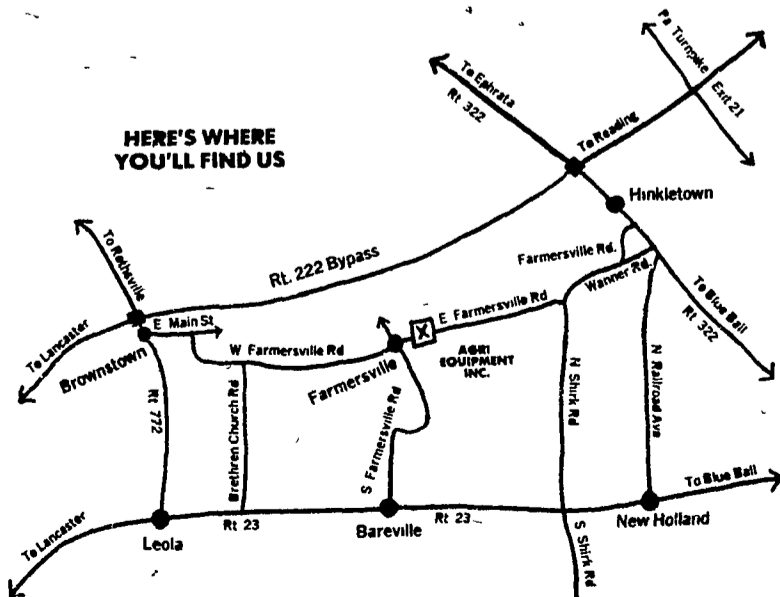 Pa Turnpike
Exit 21
To Ephrata
Rt 322
To Reading
HERE'S WHERE
YOU'LL FIND US
Hinkletown
To Rothsville
Rt. 222 Bypass
Farmersville Rd.
Wanner Rd.
To Blue Ball
Rt 322
E Main St
E Farmersville Rd
To Lancaster
Brownstown
W Farmersville Rd
Farmersville
X
AGRI
EQUIPMENT
INC.
Rt 772
Brethren Church Rd
S Farmersville Rd
N Shirk Rd
N Railroad Ave
To Blue Ball
To Lancaster
Leola
Rt 23
Bareville
Rt 23
New Holland
S Shirk Rd